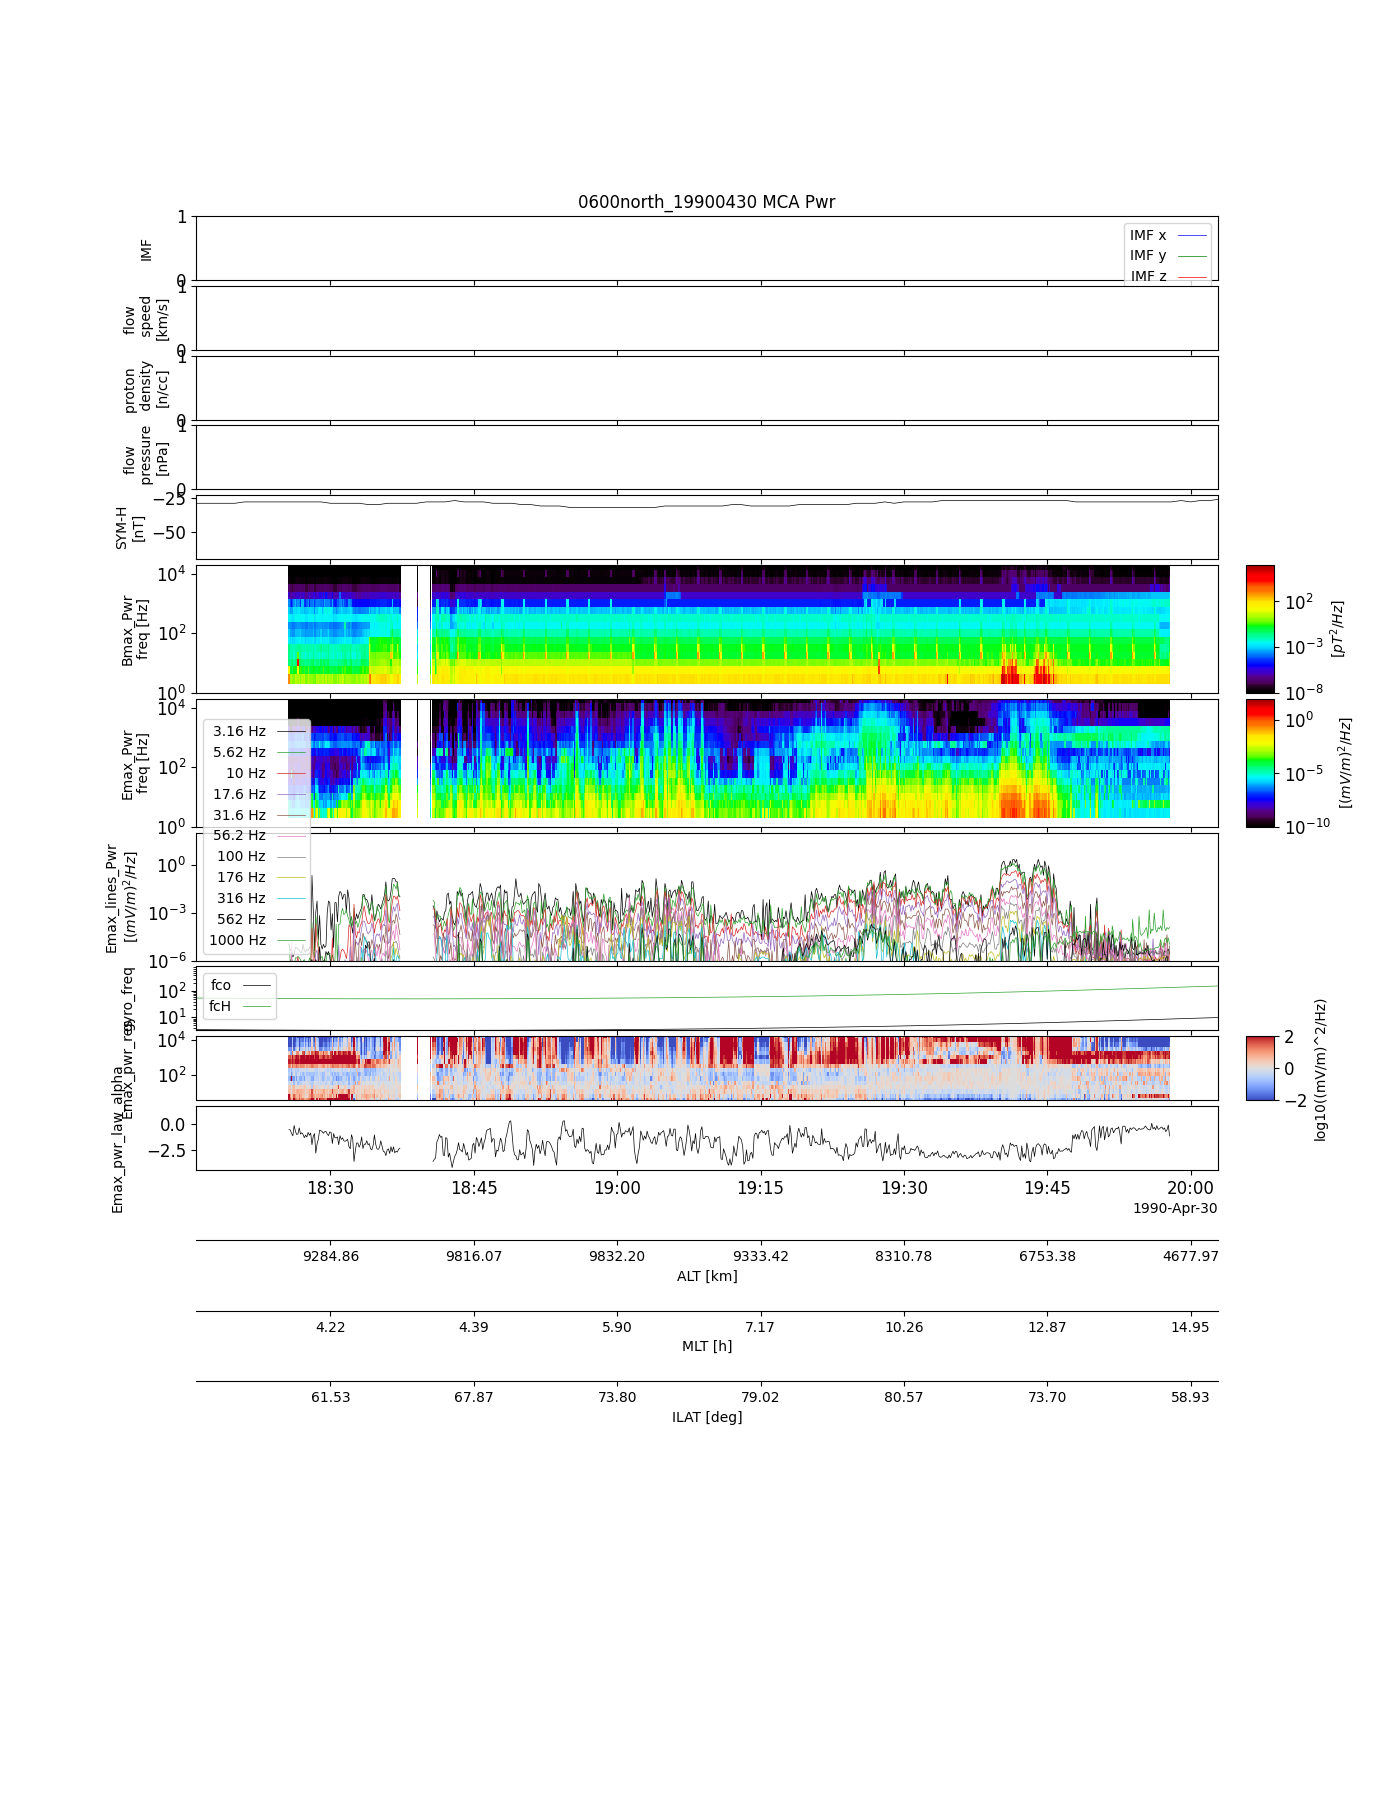 0600north_19900430 MCA Pwr
1
0
IMF
IMF x
IMF y
IMF z
1
0
flow
speed
[km/s]
1
0
proton
density
[n/cc]
1
0
flow
pressure
[nPa]
−25
−50
SYM-H
[nT]
10^4
10^2
10^0
Bmax_Pwr
freq [Hz]
10^2
10^−3
10^−8
[pT^2/Hz]
10^4
10^2
10^0
Emax_Pwr
freq [Hz]
10^0
10^−5
10^−10
[(mV/m)^2/Hz]
3.16 Hz
5.62 Hz
10 Hz
17.6 Hz
31.6 Hz
56.2 Hz
100 Hz
176 Hz
316 Hz
562 Hz
1000 Hz
10^0
10^−3
10^−6
Emax_lines_Pwr
[(mV/m)^2/Hz]
fco
fcH
10^2
10^1
gyro_freq
10^4
10^2
Emax_pwr_reg
2
0
−2
log10((mV/m)^2/Hz)
0.0
−2.5
Emax_pwr_law_alpha
18:30 18:45 19:00 19:15 19:30 19:45 20:00
1990-Apr-30
9284.86 9816.07 9832.20 9333.42 8310.78 6753.38 4677.97
ALT [km]
4.22 4.39 5.90 7.17 10.26 12.87 14.95
MLT [h]
61.53 67.87 73.80 79.02 80.57 73.70 58.93
ILAT [deg]